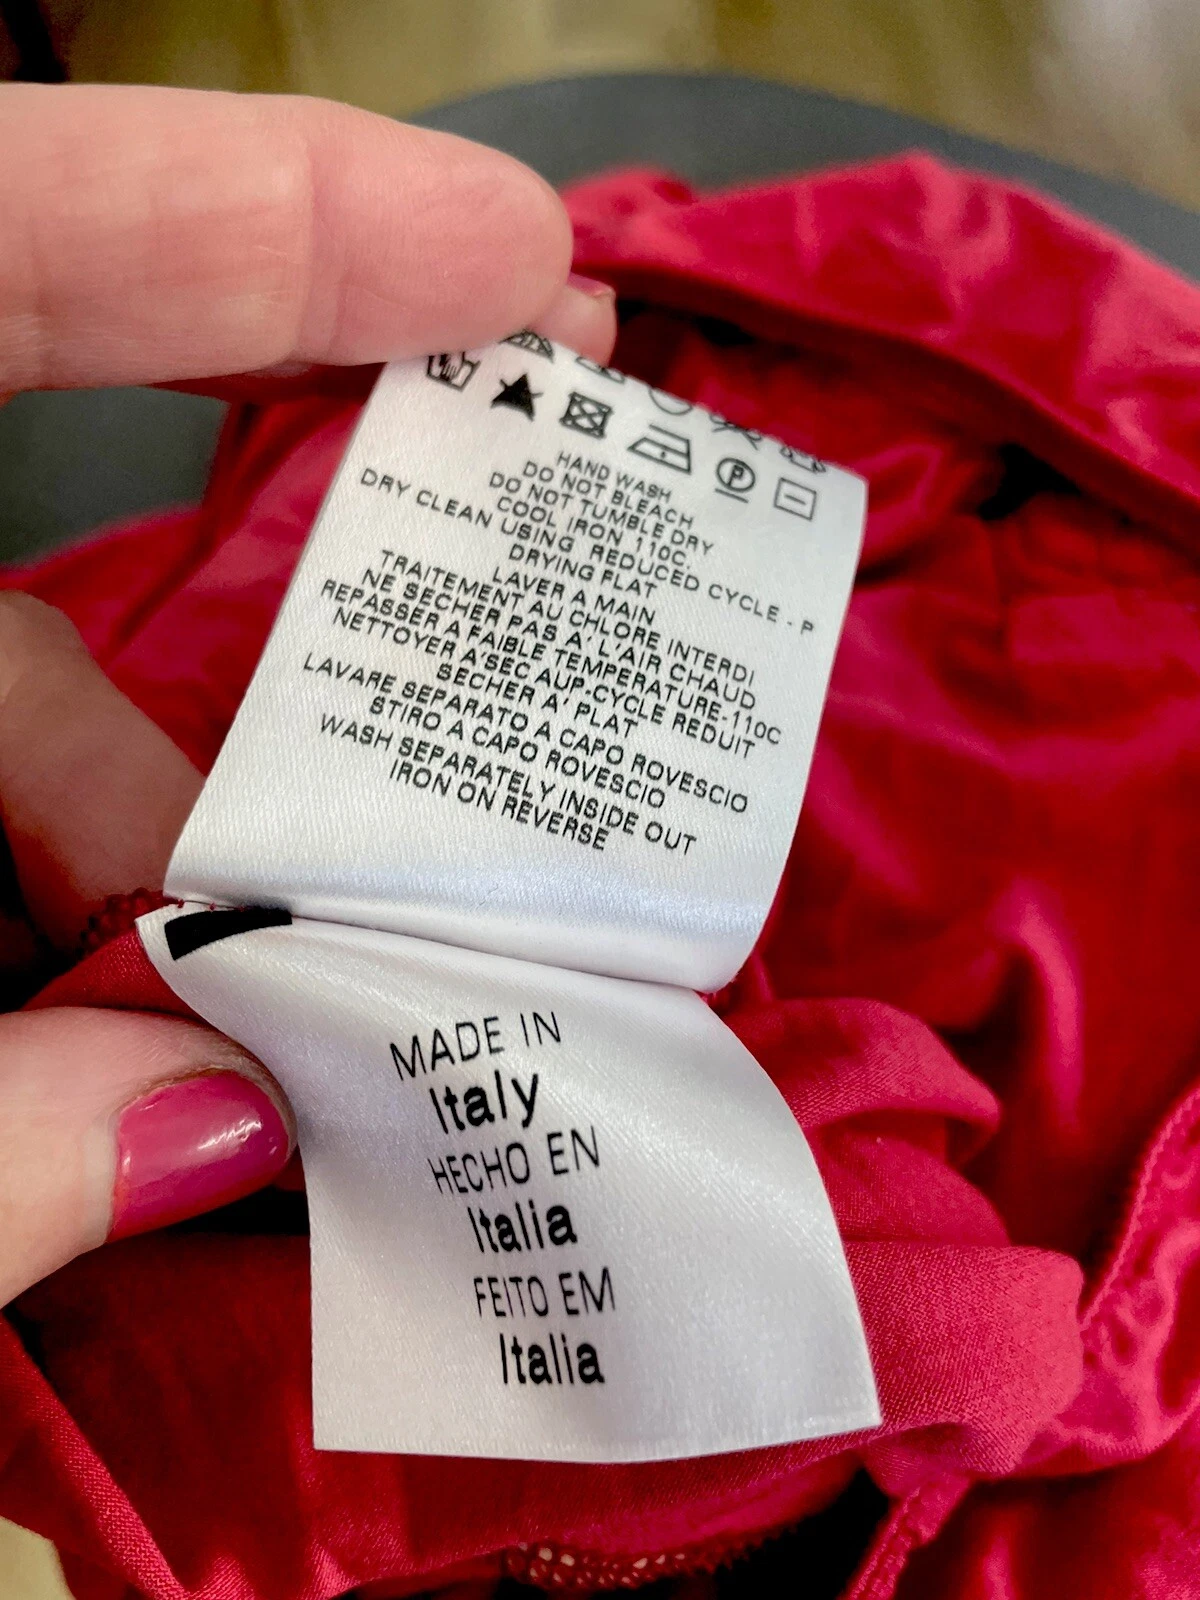 HAND WASH
DO NOT BLEACH
DO NOT TUMBLE DRY
COOL IRON 110C.
DRY CLEAN USING REDUCED CYCLE - P
DRYING FLAT
LAVER A MAIN
TRAITEMENT AU CHLORE INTERDI
NE SECHER PAS A' L'AIR CHAUD
REPASSER A FAIBLE TEMPERATURE-110C
NETTOYER A'SEC AUP-CYCLE REDUIT
SECHER A' PLAT
LAVARE SEPARATO A CAPO ROVESCIO
STIRO A CAPO ROVESCIO
WASH SEPARATELY INSIDE OUT
IRON ON REVERSE
MADE IN
Italy
HECHO EN
Italia
FEITO EM
Italia